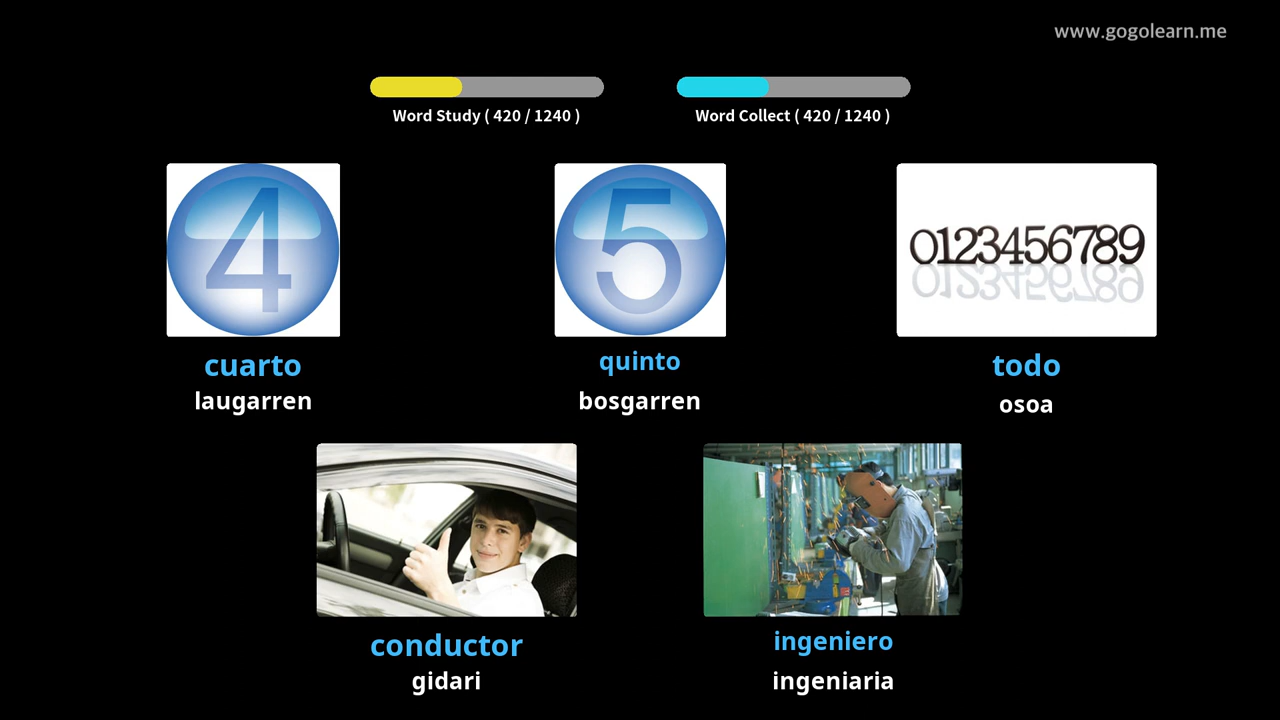 www.gogolearn.me
Word Study ( 420 / 1240 )
Word Collect ( 420 / 1240 )
4
5
0123456789
cuarto
laugarren
quinto
bosgarren
todo
osoa
conductor
gidari
ingeniero
ingeniaria